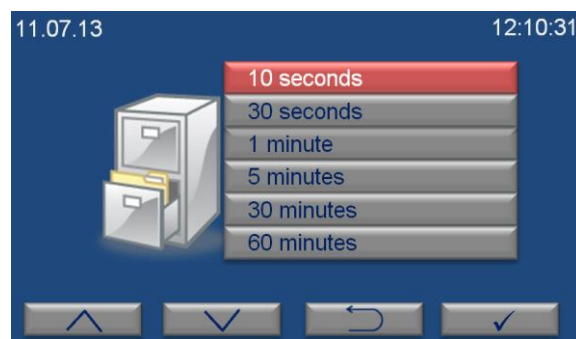 11.07.13 12:10:31
10 seconds
30 seconds
1 minute
5 minutes
30 minutes
60 minutes